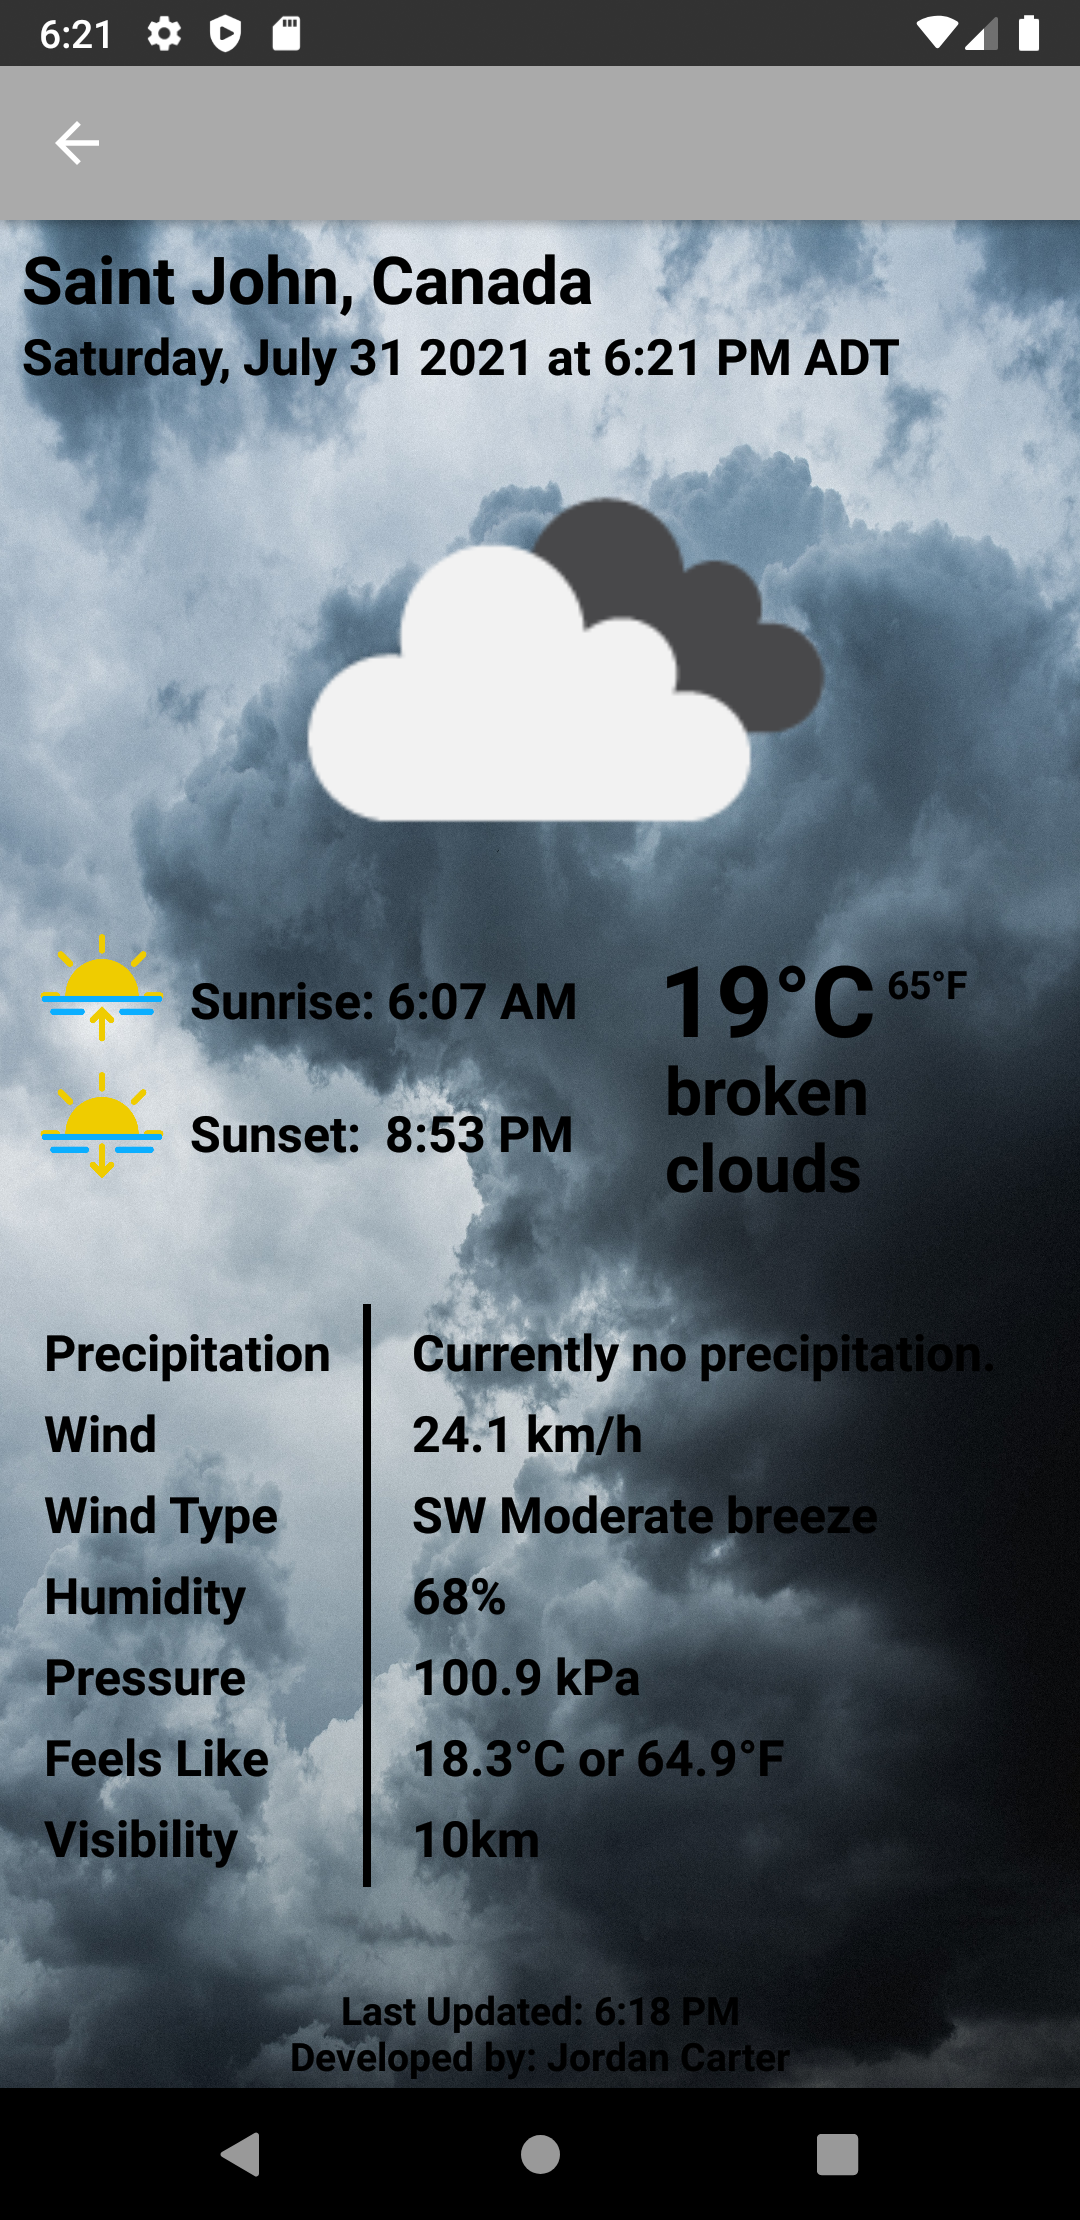 6:21
Saint John, Canada
Saturday, July 31 2021 at 6:21 PM ADT
Sunrise: 6:07 AM
19°C 65°F
broken
clouds
Sunset: 8:53 PM
Precipitation Currently no precipitation.
Wind 24.1 km/h
Wind Type SW Moderate breeze
Humidity 68%
Pressure 100.9 kPa
Feels Like 18.3°C or 64.9°F
Visibility 10km
Last Updated: 6:18 PM
Developed by: Jordan Carter